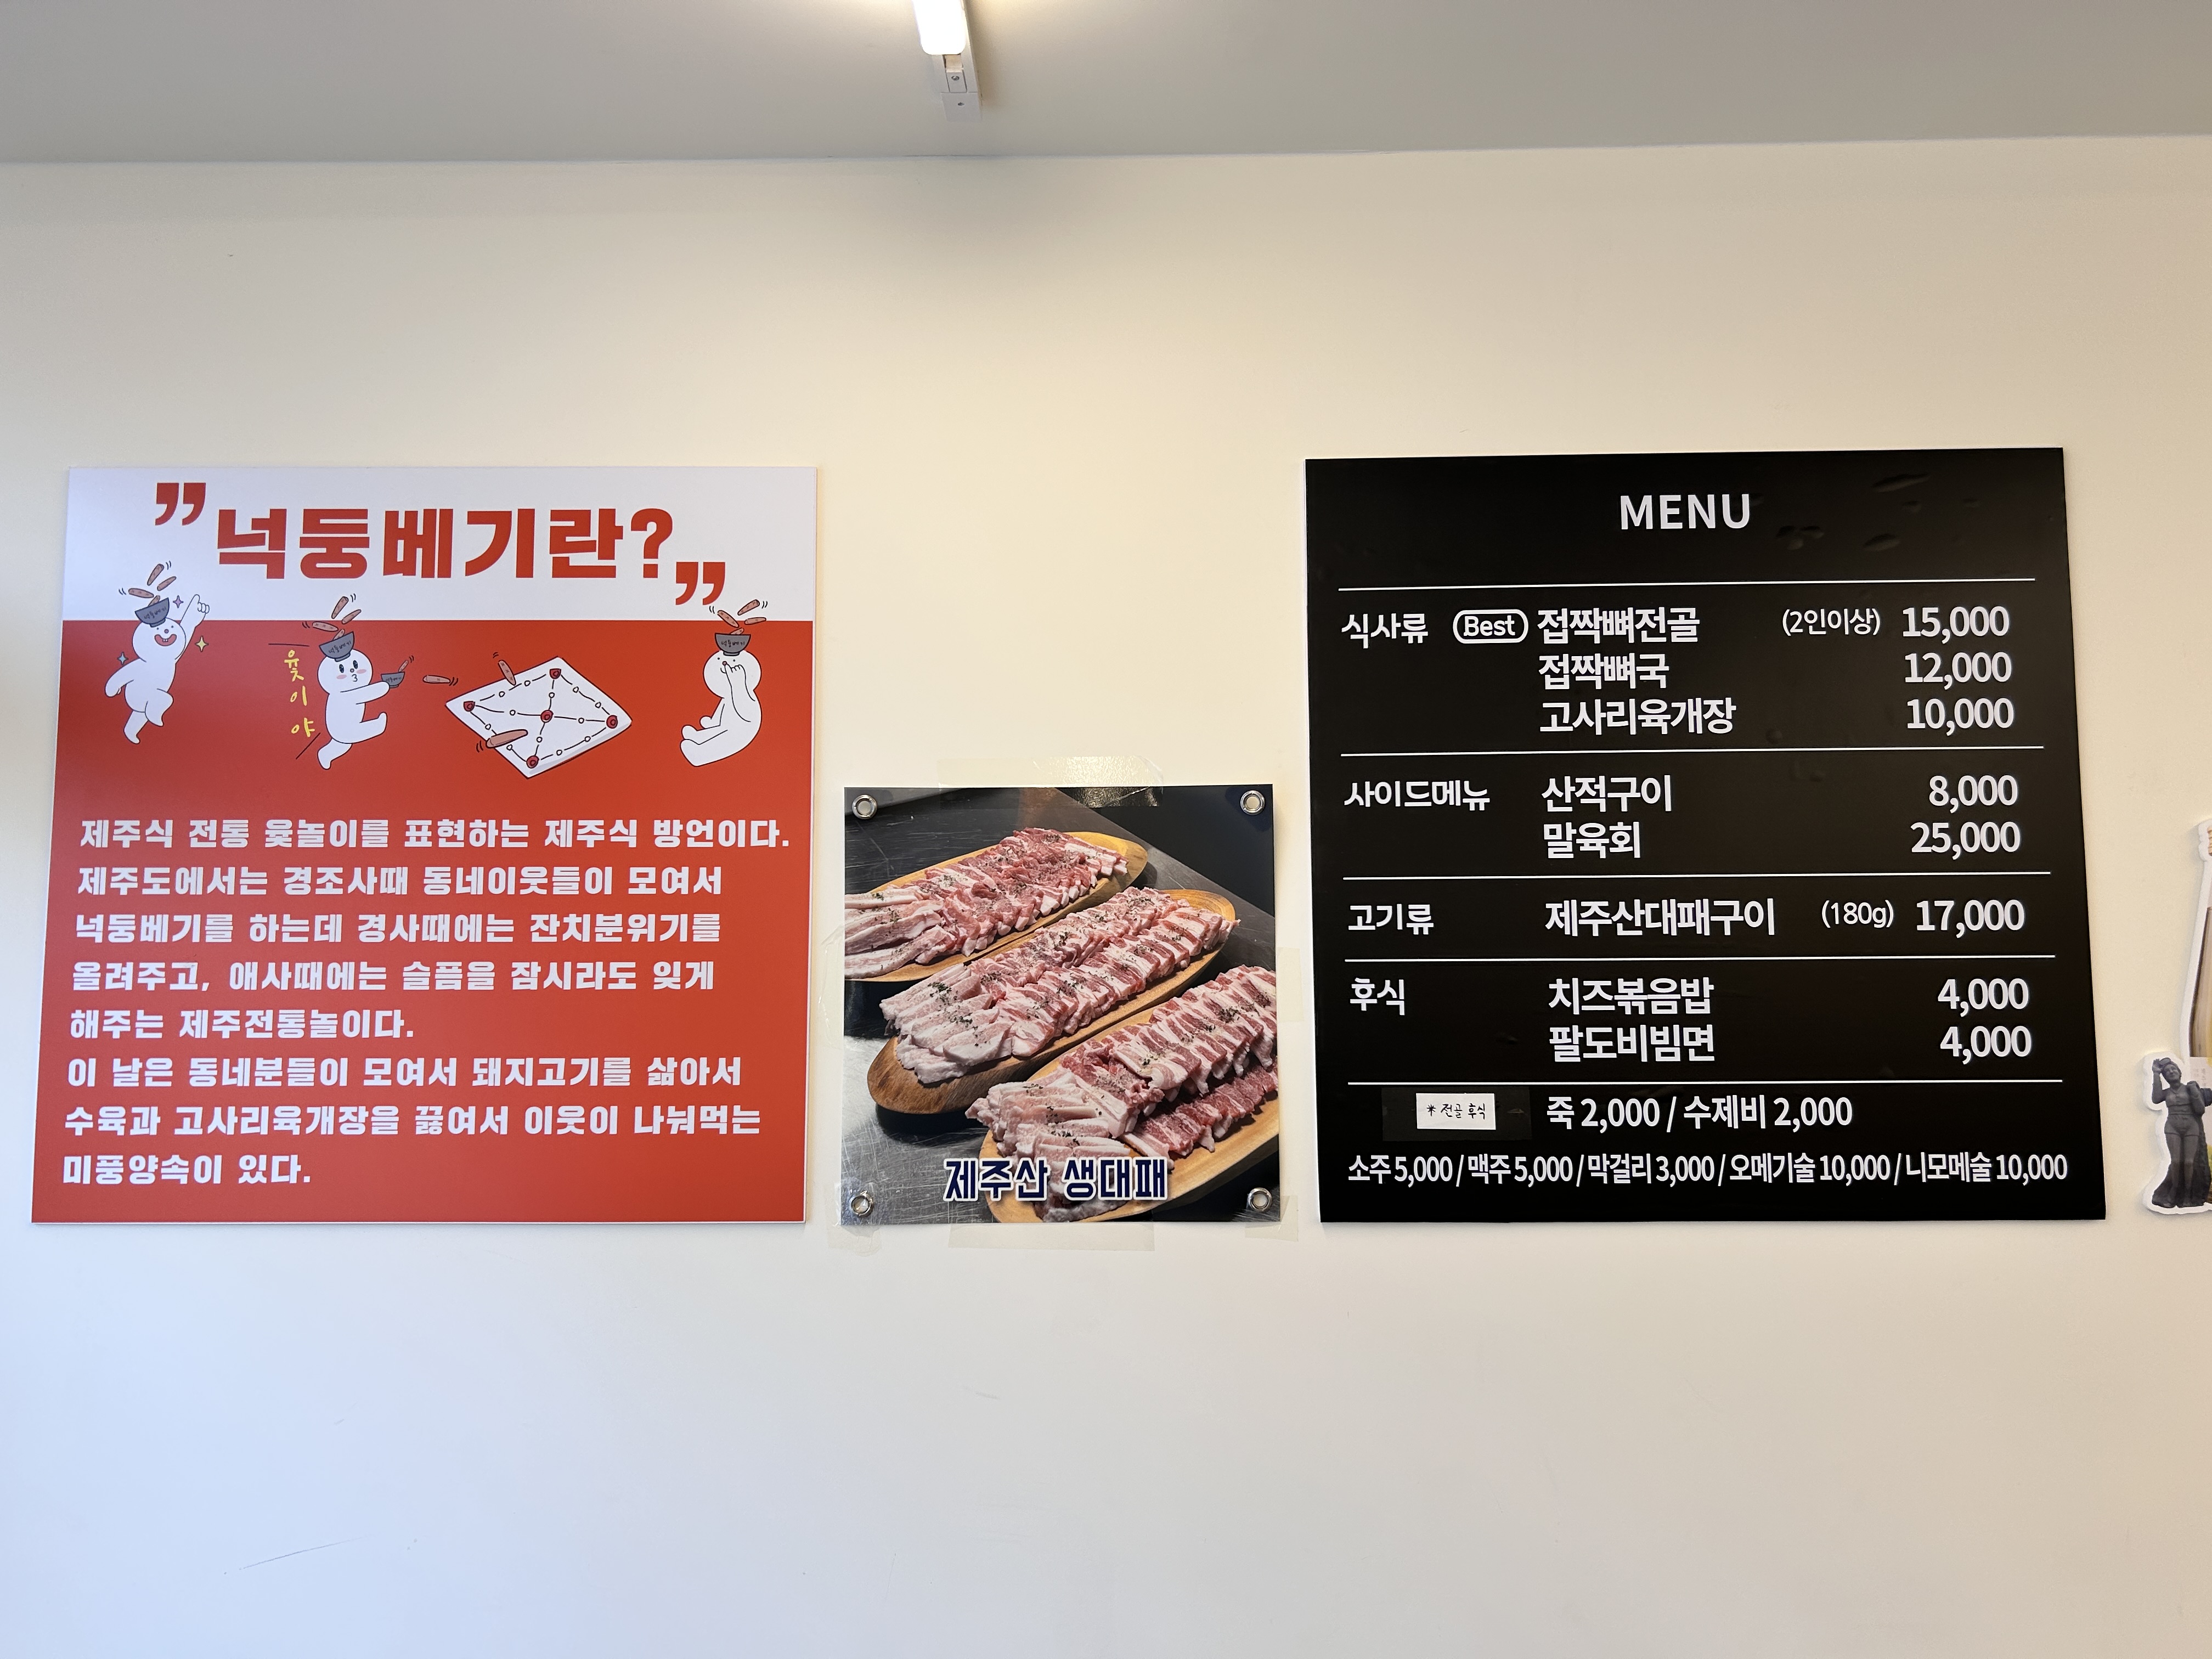 "넉둥베기란?"
윷이야
제주식 전통 윷놀이를 표현하는 제주식 방언이다.
제주도에서는 경조사때 동네이웃들이 모여서
넉둥베기를 하는데 경사때에는 잔치분위기를
올려주고, 애사때에는 슬픔을 잠시라도 잊게
해주는 제주전통놀이다.
이 날은 동네분들이 모여서 돼지고기를 삶아서
수육과 고사리육개장을 끓여서 이웃이 나눠먹는
미풍양속이 있다.
제주산 생대패
MENU
식사류 Best 접짝뼈전골 (2인이상) 15,000
접짝뼈국 12,000
고사리육개장 10,000
사이드메뉴 산적구이 8,000
말육회 25,000
고기류 제주산대패구이 (180g) 17,000
후식 치즈볶음밥 4,000
팔도비빔면 4,000
* 전골 후식 죽 2,000 / 수제비 2,000
소주 5,000 / 맥주 5,000 / 막걸리 3,000 / 오메기술 10,000 / 니모메술 10,000